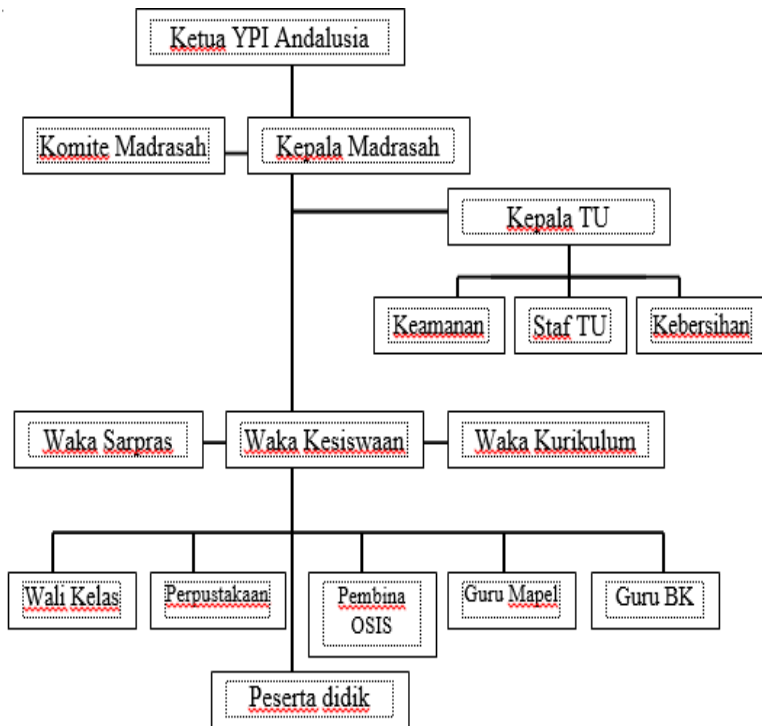 Ketua YPI Andalusia
Komite Madrasah
Kepala Madrasah
Kepala TU
Keamanan
Staf TU
Kebersihan
Waka Sarpras
Waka Kesiswaan
Waka Kurikulum
Wali Kelas
Perpustakaan
Pembina
OSIS
Guru Mapel
Guru BK
Peserta didik